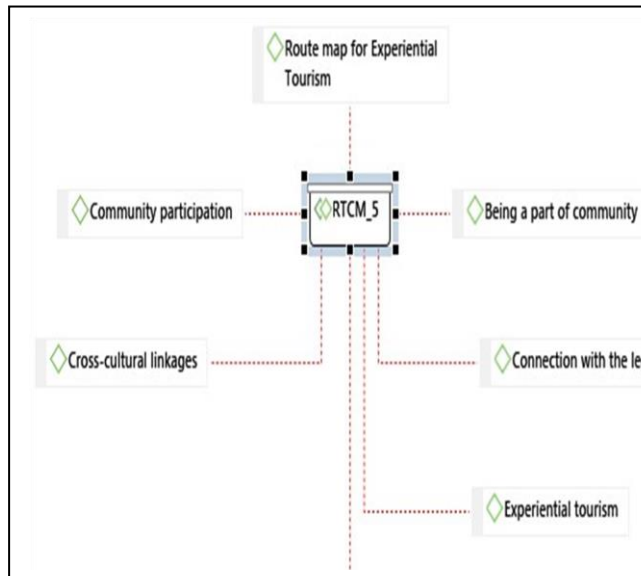 Route map for Experiential
Tourism
RTCM_5
Community participation
Being a part of community
Cross-cultural linkages
Connection with the
Experiential tourism